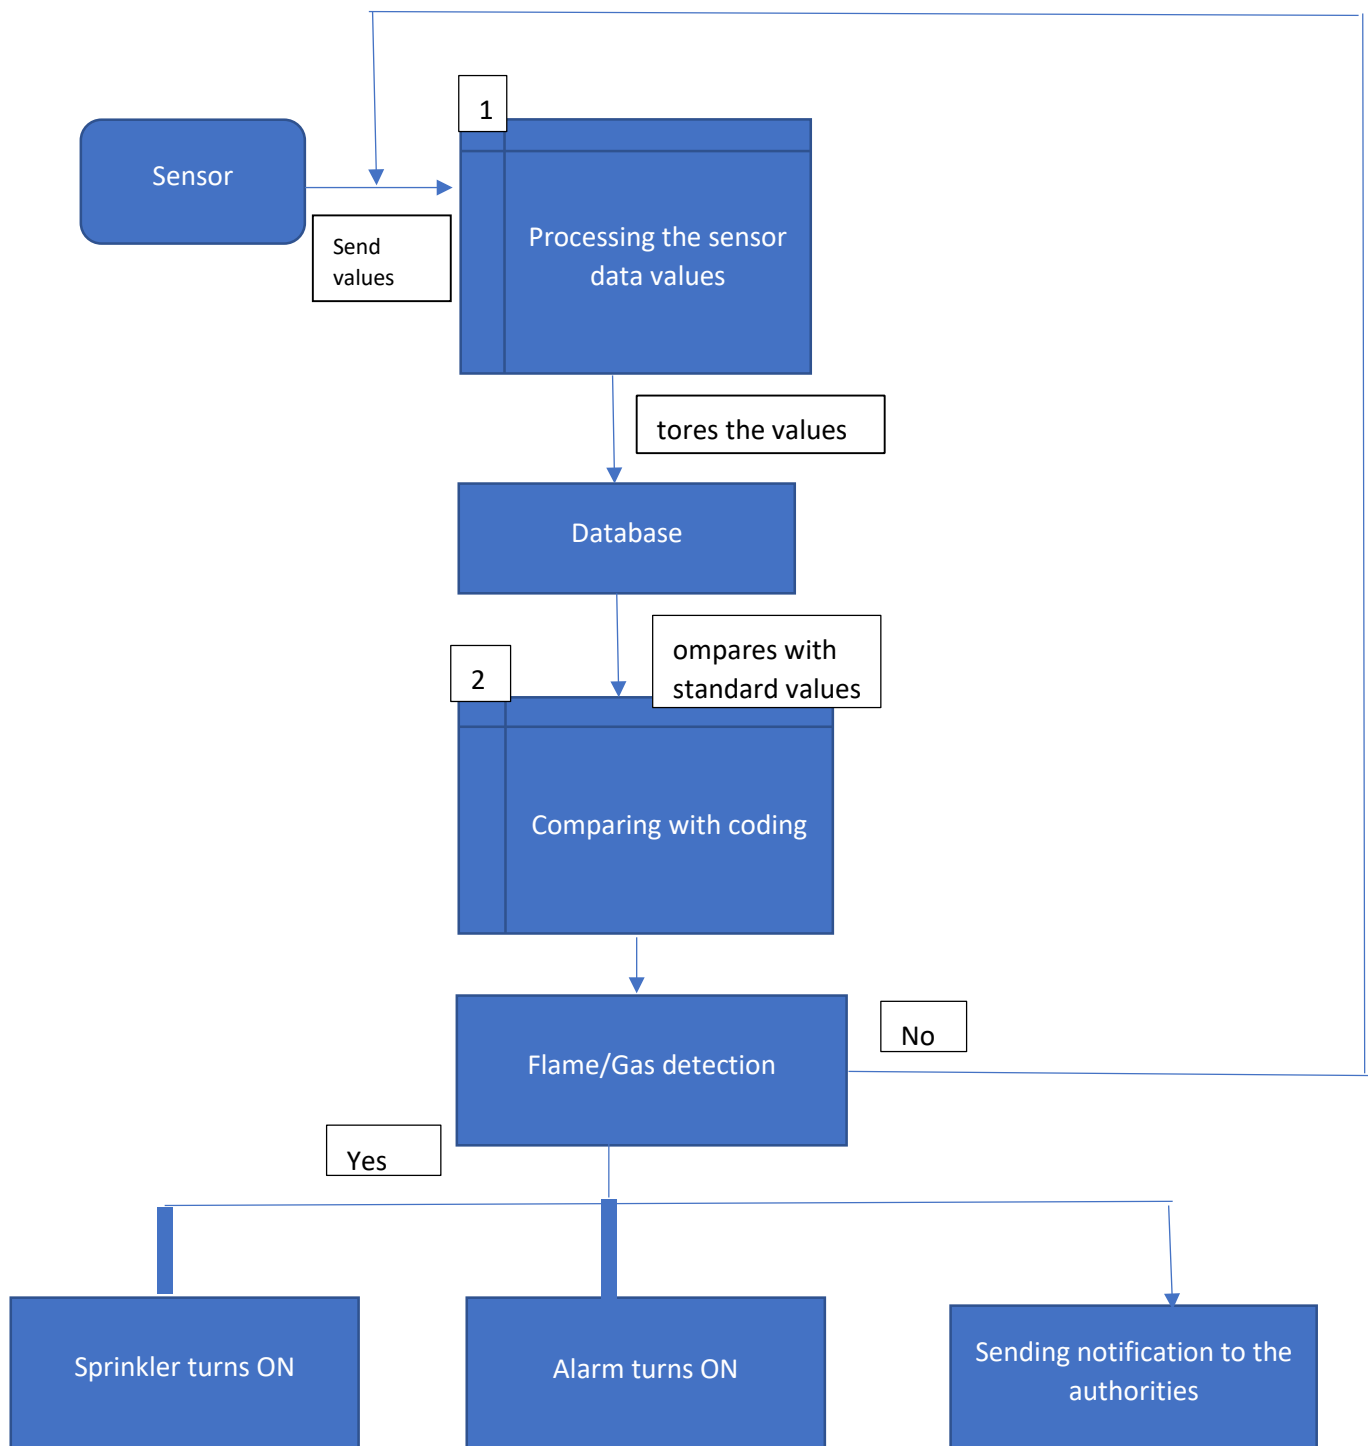 1
Sensor
Send
values
Processing the sensor
data values
tores the values
Database
ompares with
standard values
2
Comparing with coding
No
Flame/Gas detection
Yes
Sprinkler turns ON
Alarm turns ON
Sending notification to the
authorities